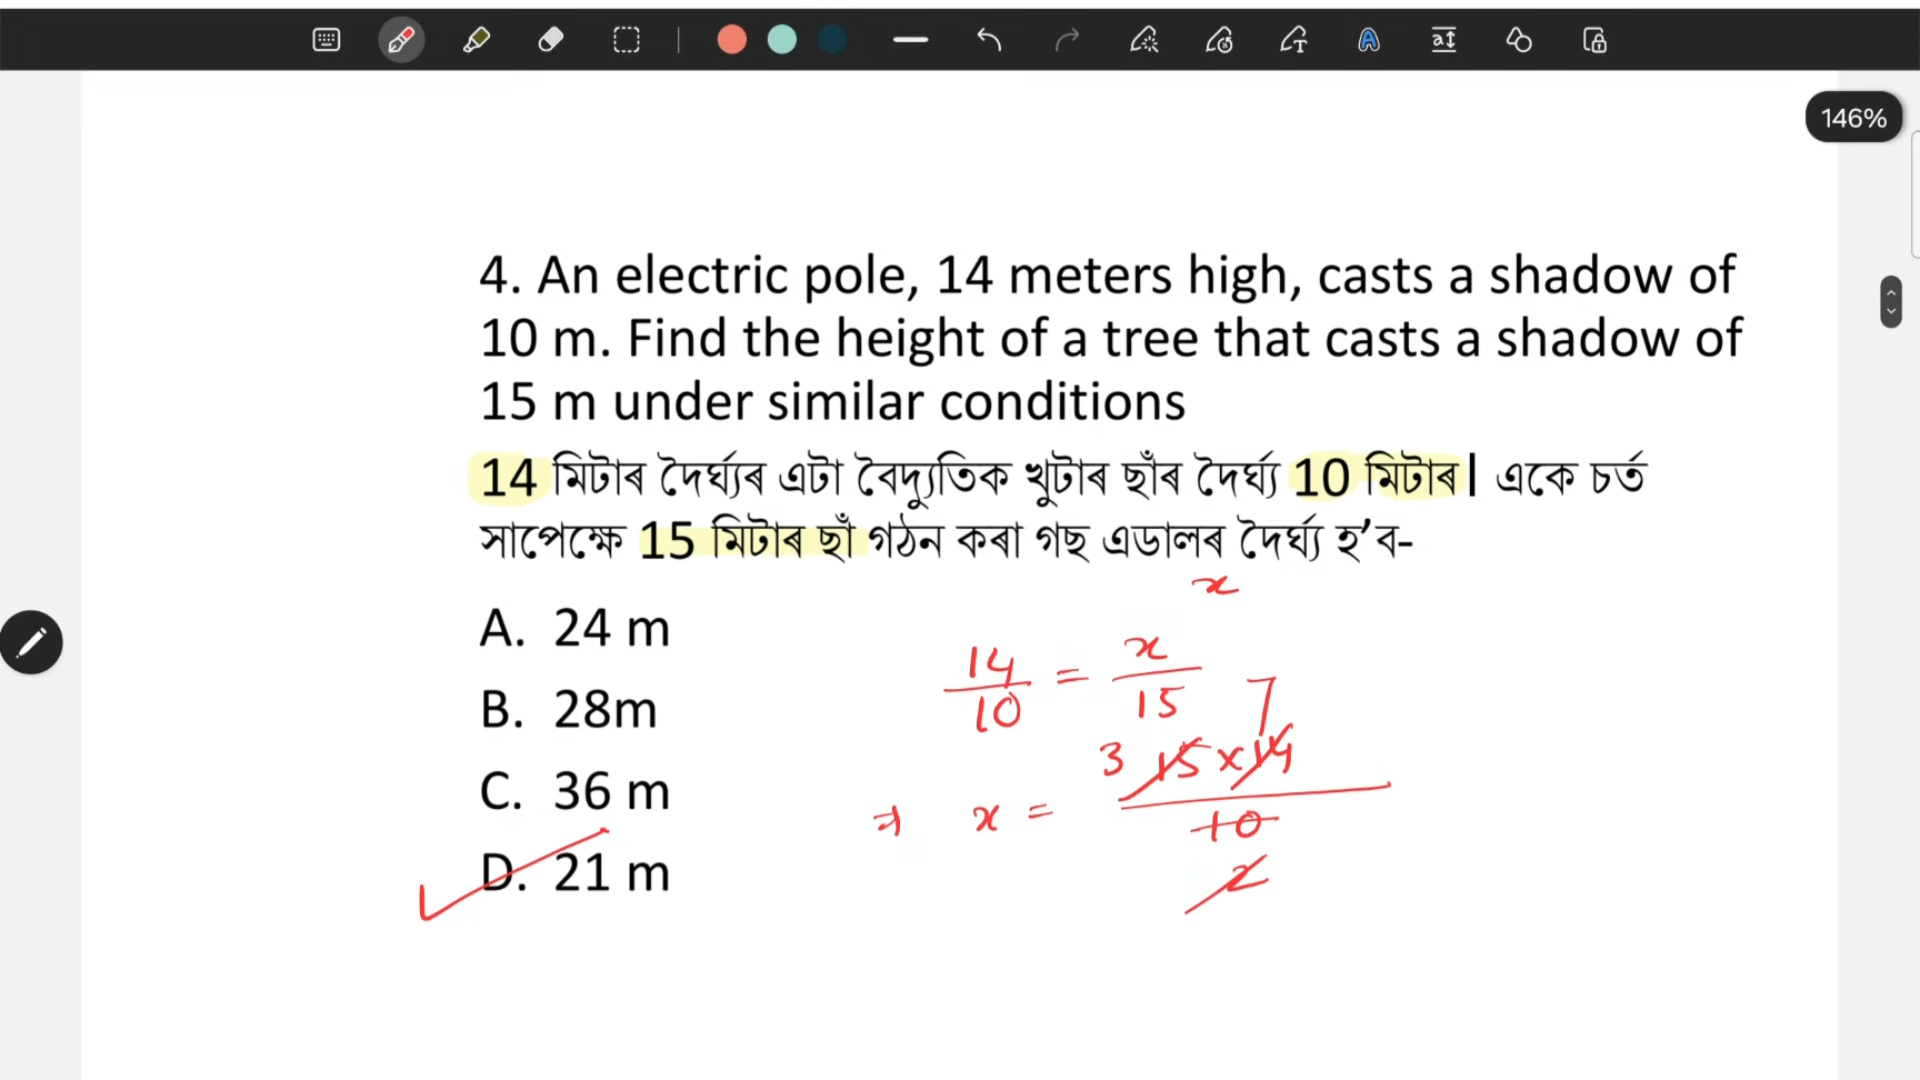 146%
4. An electric pole, 14 meters high, casts a shadow of
10 m. Find the height of a tree that casts a shadow of
15 m under similar conditions
14 মিটাৰ দৈৰ্ঘ্যৰ এটা বৈদ্যুতিক খুটাৰ ছাঁৰ দৈৰ্ঘ্য 10 মিটাৰ| একে চৰ্ত
সাপেক্ষে 15 মিটাৰ ছাঁ গঠন কৰা গছ এডালৰ দৈৰ্ঘ্য হ’ব-
x
A. 24 m
B. 28m
C. 36 m
D. 21 m
14/10 = x/15
7
3 15 x 14
⇒ x =
10
2